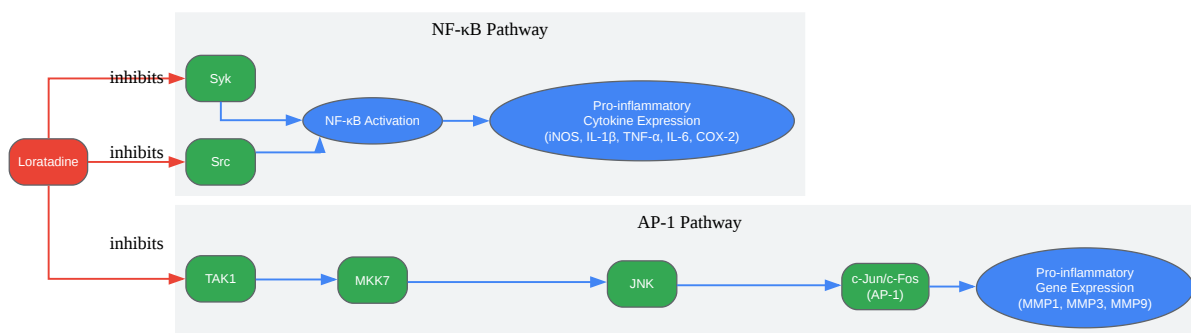 NF-κB Pathway
inhibits
Syk
NF-κB Activation
Pro-inflammatory
Cytokine Expression
(iNOS, IL-1β, TNF-α, IL-6, COX-2)
Loratadine
inhibits
Src
AP-1 Pathway
inhibits
TAK1
MKK7
JNK
c-Jun/c-Fos
(AP-1)
Pro-inflammatory
Gene Expression
(MMP1, MMP3, MMP9)